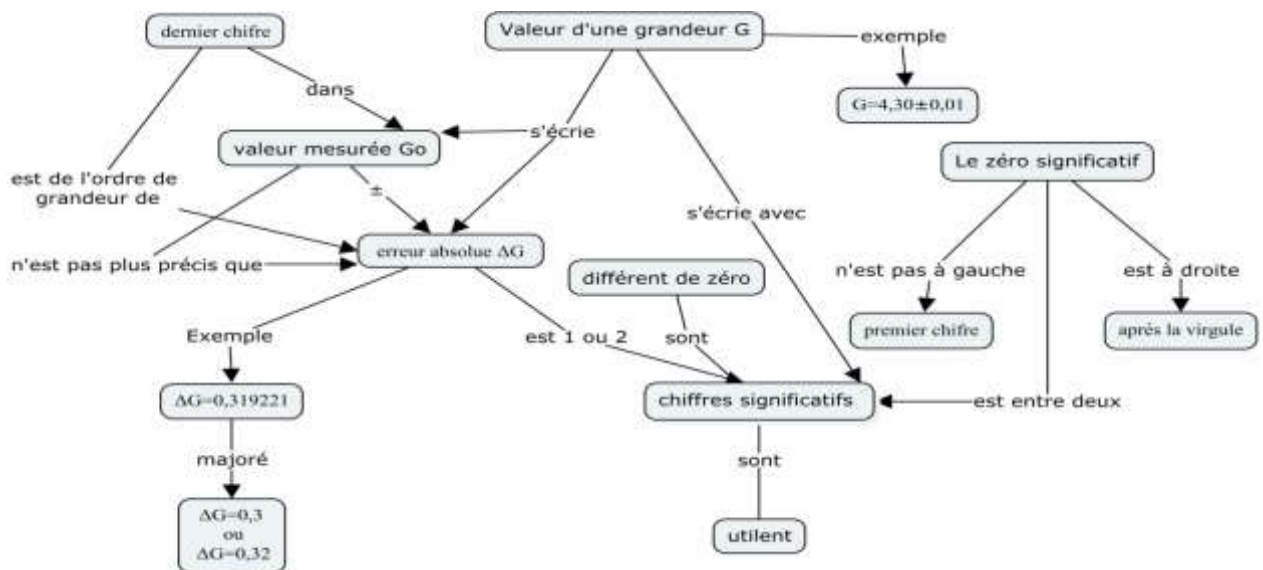 dernier chifre
Valeur d'une grandeur G
exemple
dans
G=4,30±0,01
s'écrie
valeur mesurée Go
Le zéro significatif
est de l'ordre de
grandeur de
±
s'écrie avec
erreur absolue ΔG
n'est pas plus précis que
n'est pas à gauche
est à droite
différent de zéro
premier chifre
aprés la virgule
Exemple
est 1 ou 2
sont
ΔG=0,319221
chiffres significatifs
est entre deux
majoré
sont
ΔG=0.3
ou
ΔG=0,32
utilent